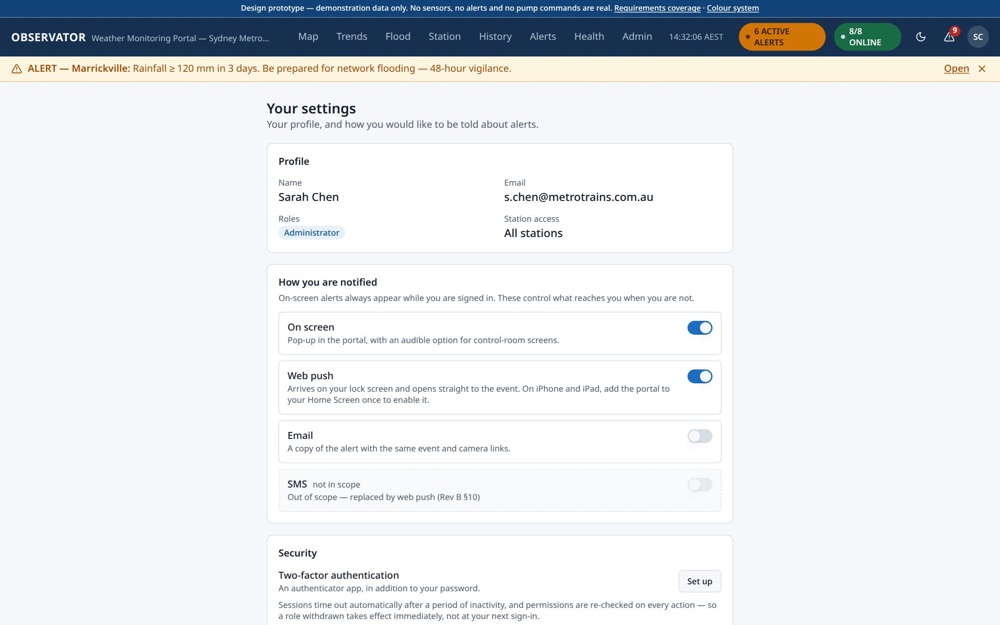 Design prototype — demonstration data only. No sensors, no alerts and no pump commands are real. Requirements coverage · Colour system
OBSERVATOR Weather Monitoring Portal — Sydney Metro... Map Trends Flood Station History Alerts Health Admin 14:32:06 AEST
6 ACTIVE
ALERTS
8/8
ONLINE
9
SC
ALERT — Marrickville: Rainfall ≥ 120 mm in 3 days. Be prepared for network flooding — 48-hour vigilance. Open
Your settings
Your profile, and how you would like to be told about alerts.
Profile
Name
Sarah Chen
Email
s.chen@metrotrains.com.au
Roles
Administrator
Station access
All stations
How you are notified
On-screen alerts always appear while you are signed in. These control what reaches you when you are not.
On screen
Pop-up in the portal, with an audible option for control-room screens.
Web push
Arrives on your lock screen and opens straight to the event. On iPhone and iPad, add the portal to
your Home Screen once to enable it.
Email
A copy of the alert with the same event and camera links.
SMS not in scope
Out of scope — replaced by web push (Rev B §10)
Security
Two-factor authentication
An authenticator app, in addition to your password.
Set up
Sessions time out automatically after a period of inactivity, and permissions are re-checked on every action — so
a role withdrawn takes effect immediately, not at your next sign-in.